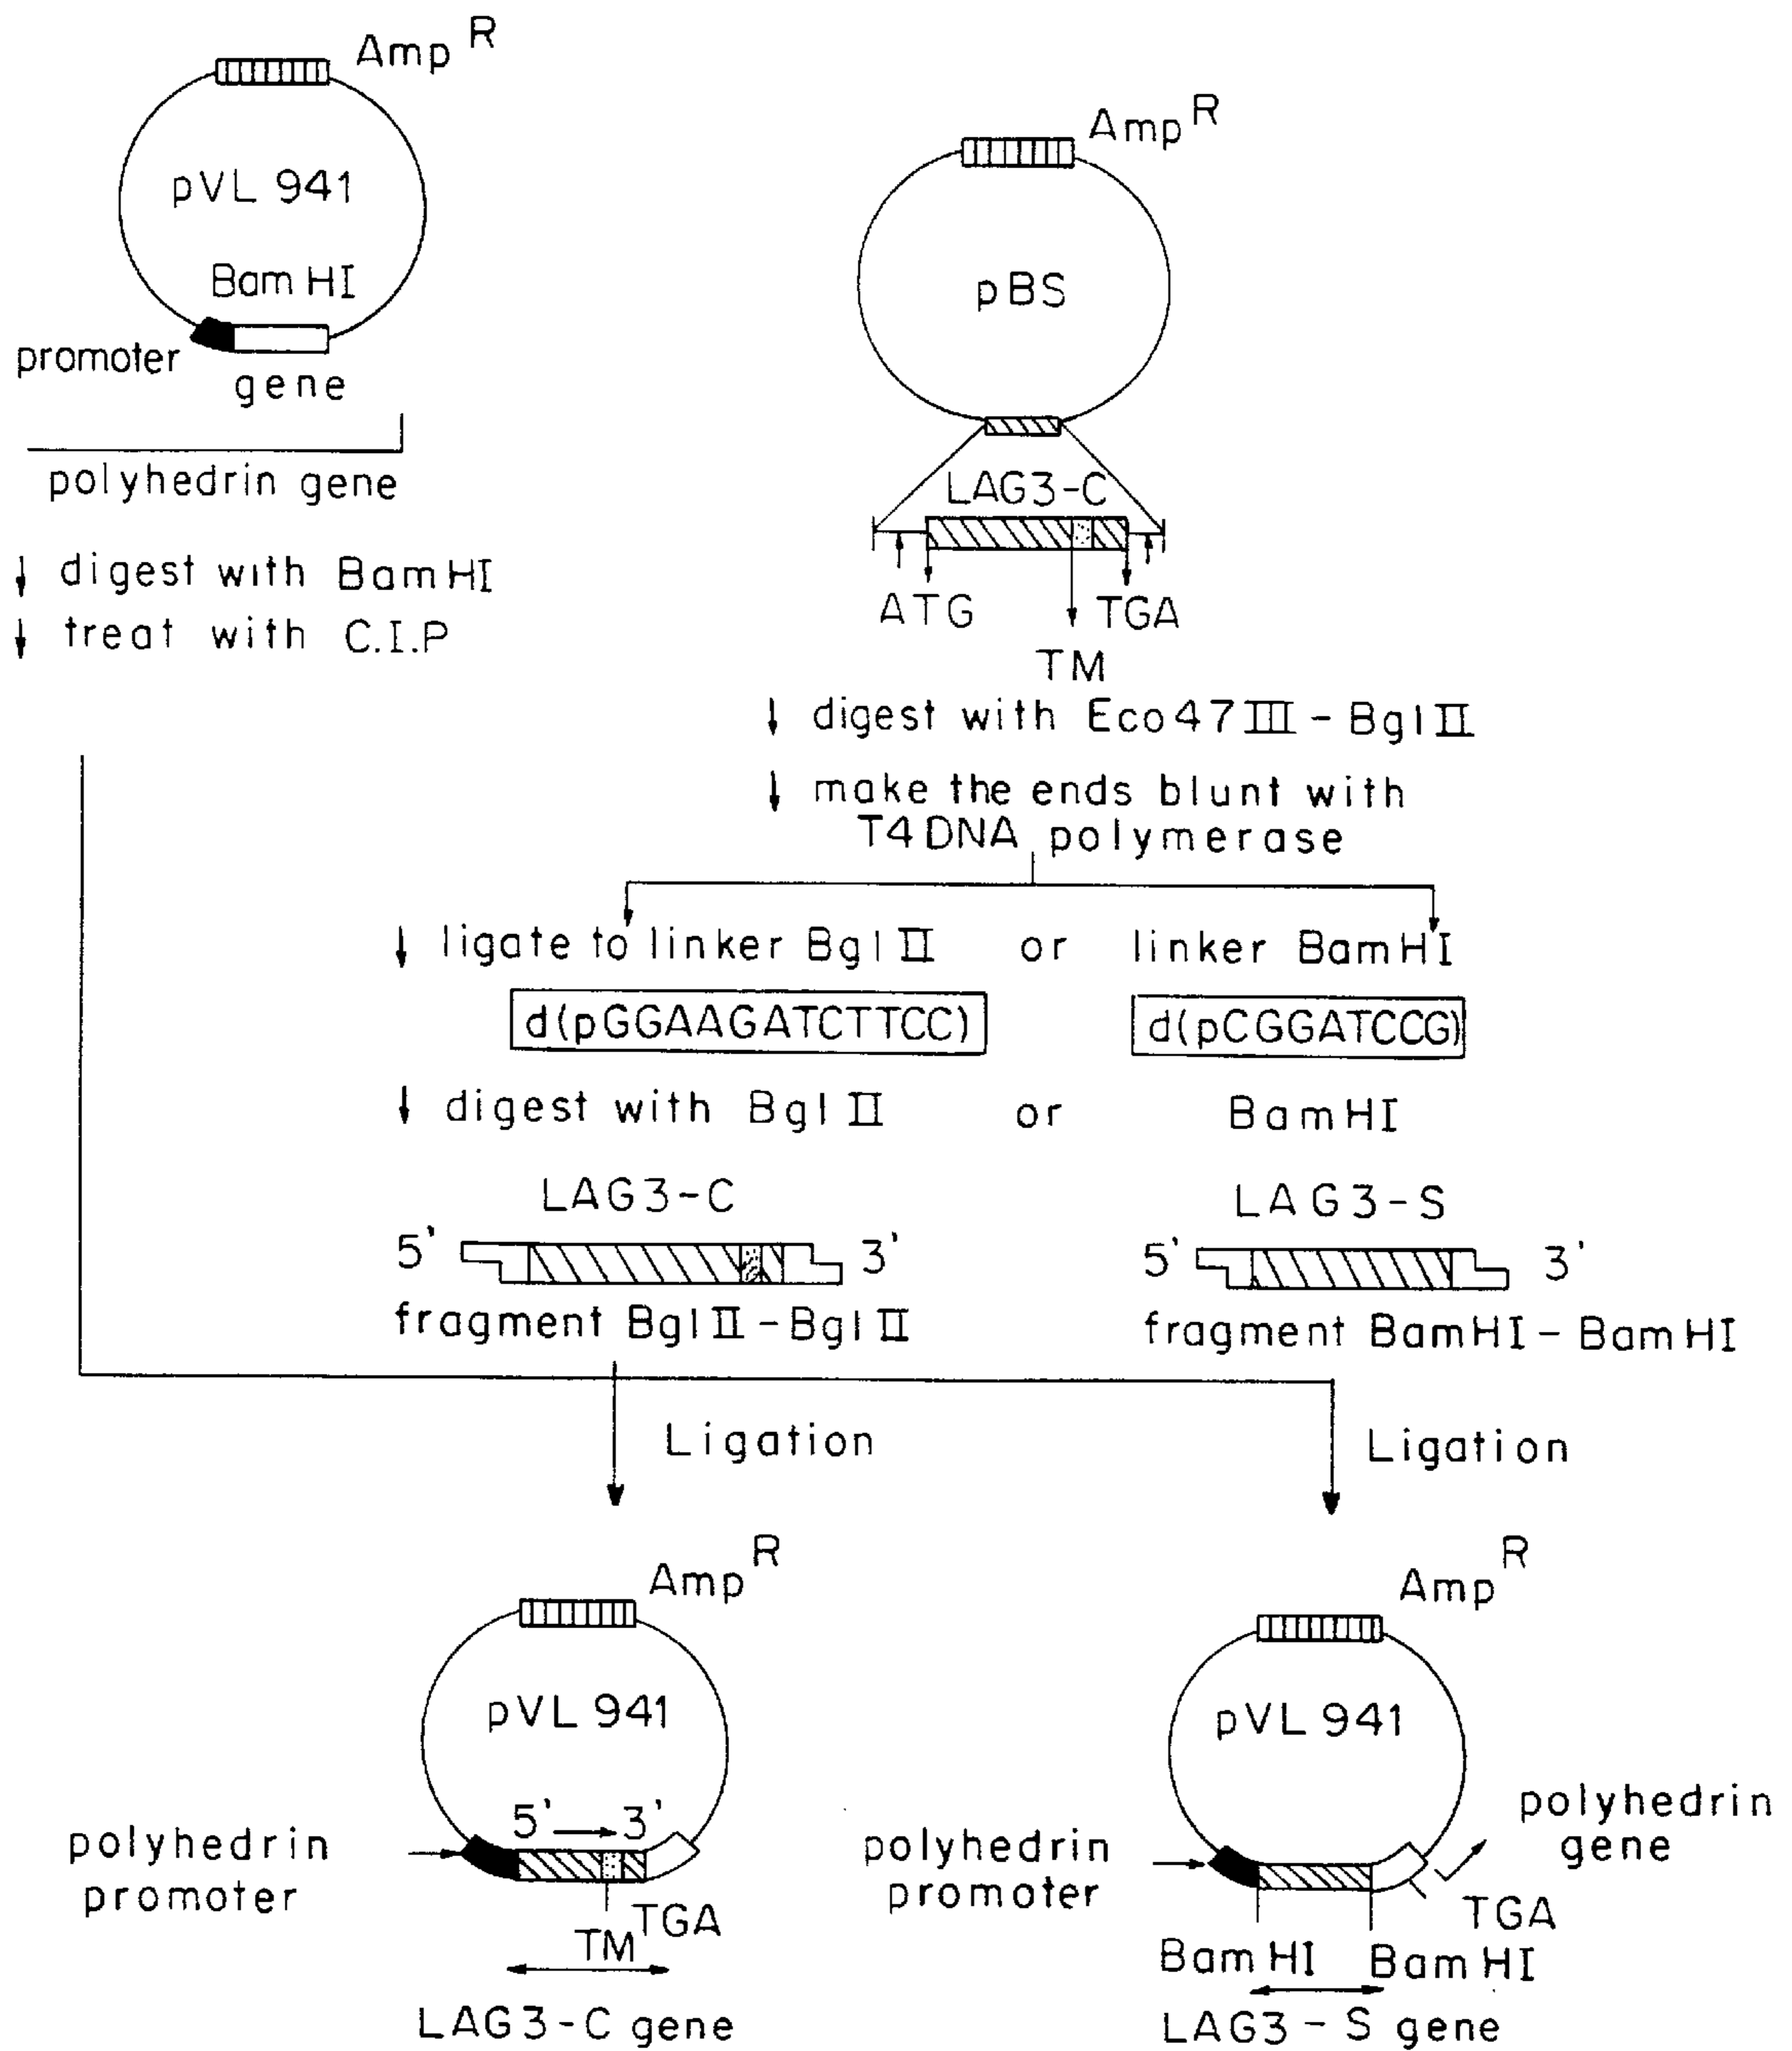 Amp R
pVL 941
Bam HI
promoter
gene
polyhedrin gene
↓ digest with BamHI
↓ treat with C.I.P
Amp R
pBS
LAG3-C
ATG
TGA
TM
↓ digest with Eco47III - BglII
↓ make the ends blunt with
T4 DNA polymerase
↓ ligate to linker BglII or linker BamHI
d(pGGAAGATCTTCC) d(pCGGATCCG)
↓ digest with BglII or BamHI
LAG3-C
5' 3'
fragment BglII-BglII
LAG3-S
5' 3'
fragment BamHI-BamHI
Ligation
Ligation
Amp R
pVL 941
5' → 3'
polyhedrin
promoter
TGA
TM
LAG3-C gene
Amp R
pVL 941
polyhedrin
gene
polyhedrin
promoter
TGA
Bam HI
Bam HI
LAG3-S gene